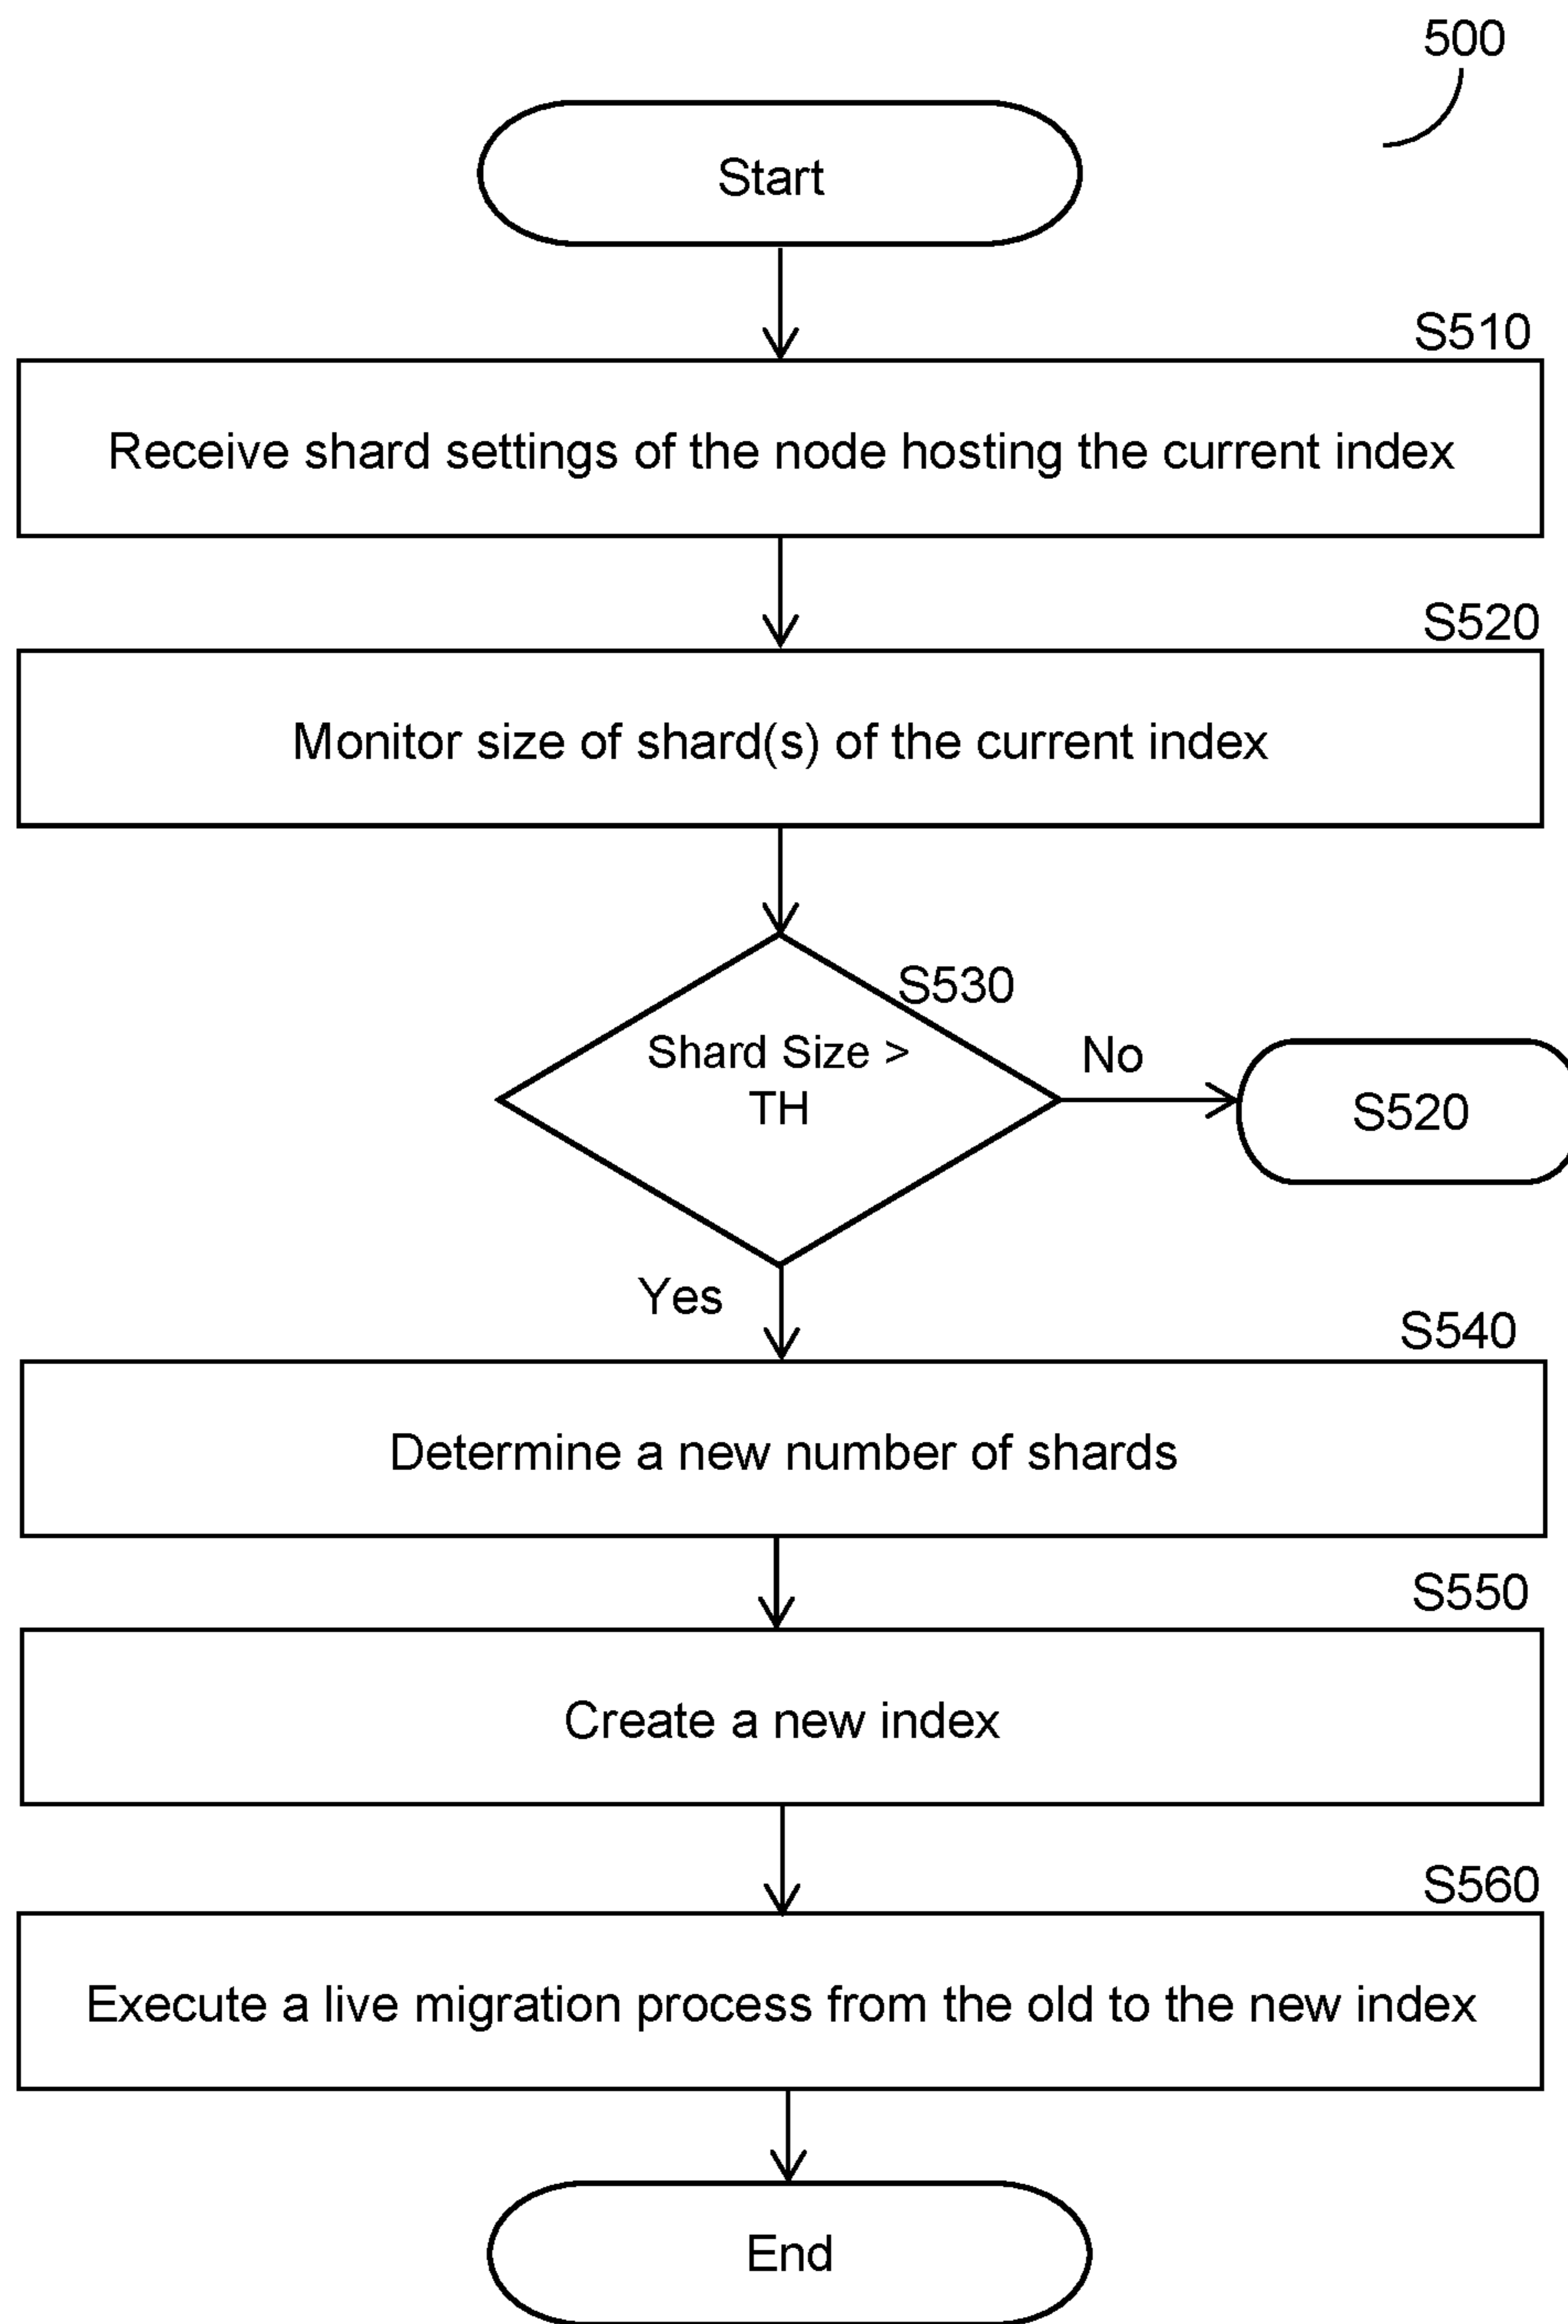 500
Start
S510
Receive shard settings of the node hosting the current index
S520
Monitor size of shard(s) of the current index
S530
Shard Size >
TH
No
S520
Yes
S540
Determine a new number of shards
S550
Create a new index
S560
Execute a live migration process from the old to the new index
End